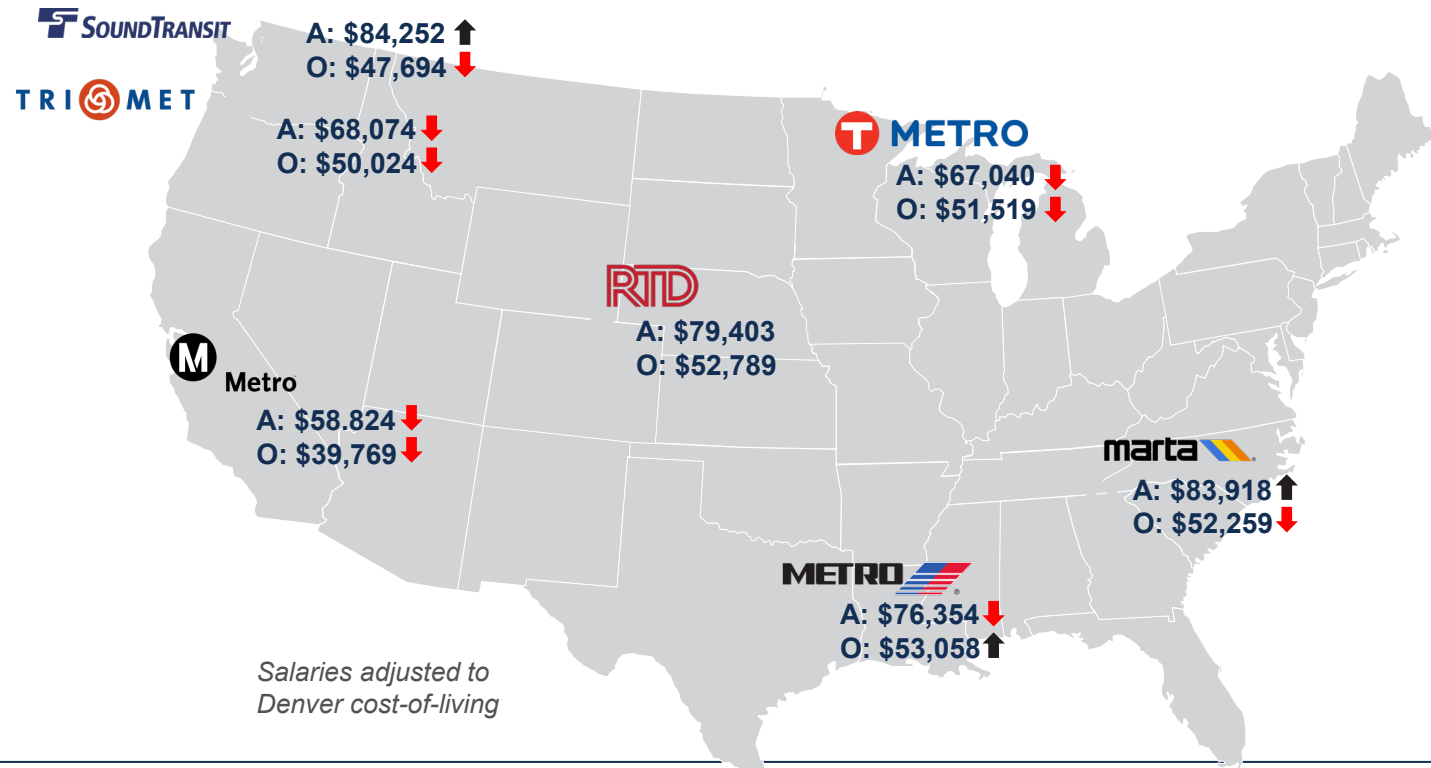 SOUNDTRANSIT
A: $84,252
O: $47,694
TRIMET
A: $68,074
O: $50,024
T METRO
A: $67,040
O: $51,519
RTD
A: $79,403
O: $52,789
M
Metro
A: $58.824
O: $39,769
marta
A: $83,918
O: $52,259
METRO
A: $76,354
O: $53,058
Salaries adjusted to
Denver cost-of-living